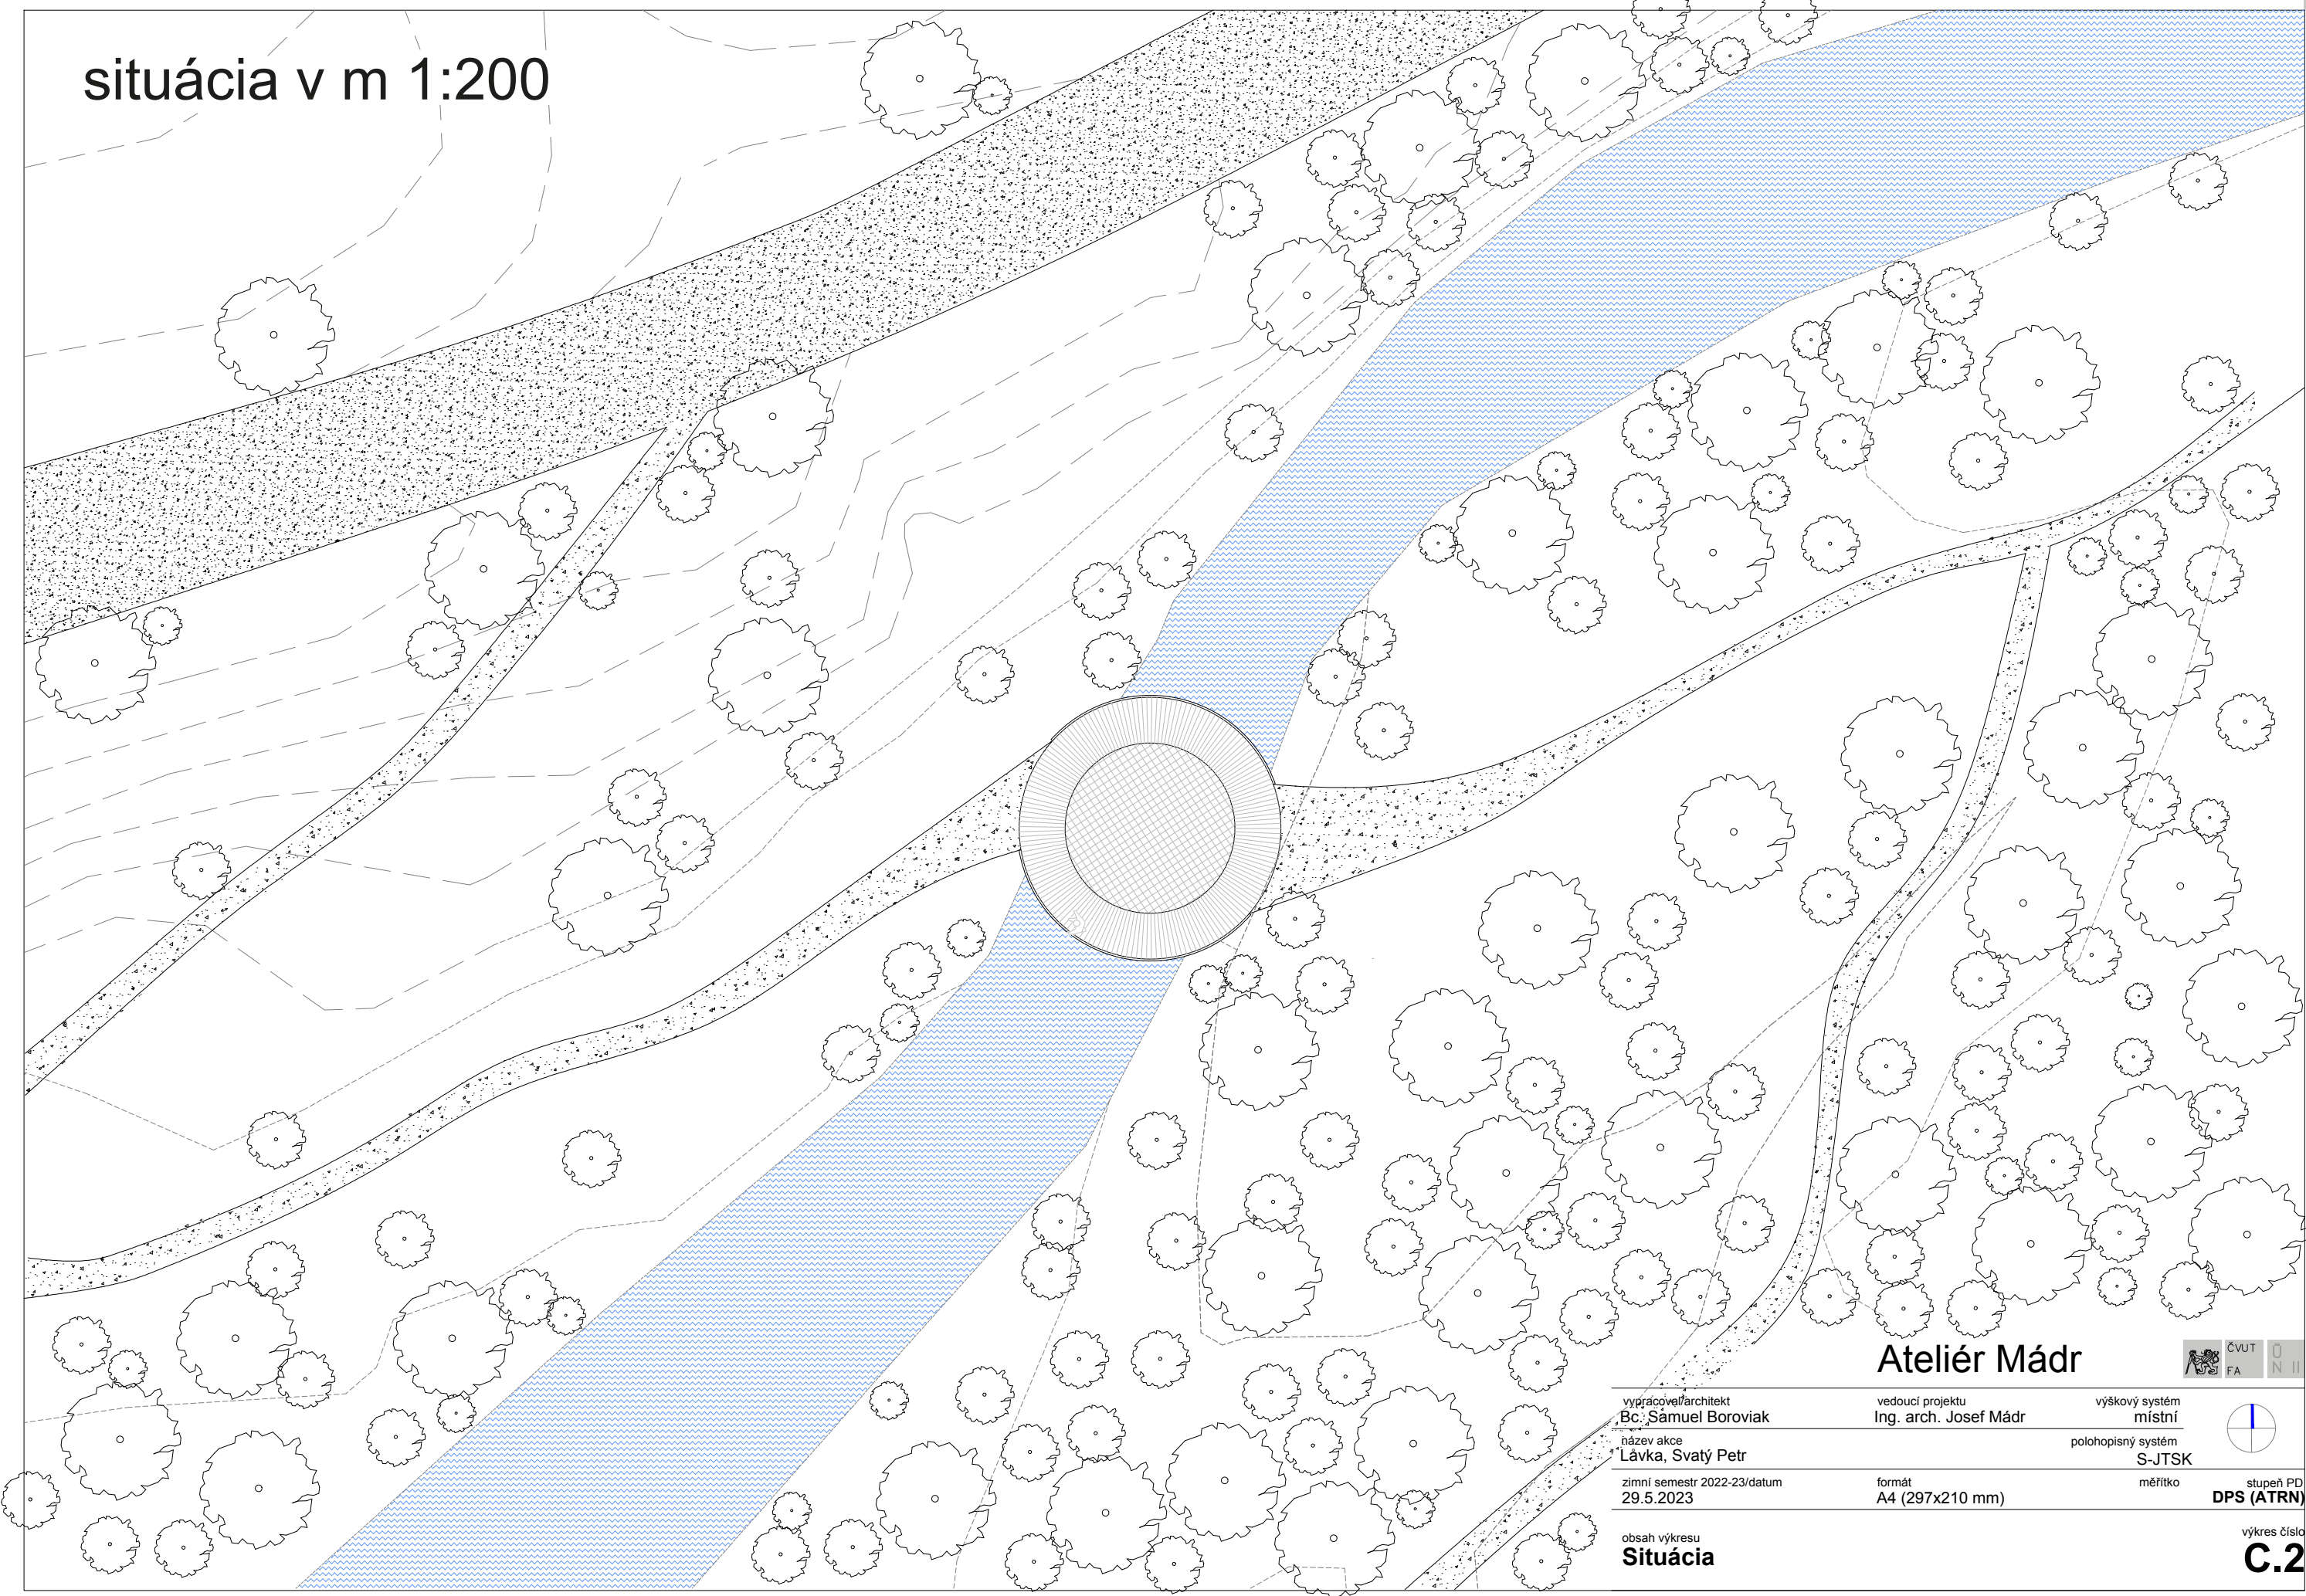 situácia v m 1:200
Ateliér Mádr
ČVUT
FA
Ú
N II
vypracoval/architekt
Bc. Samuel Boroviak
vedoucí projektu
Ing. arch. Josef Mádr
výškový systém
místní
název akce
Lávka, Svatý Petr
polohopisný systém
S-JTSK
zimní semestr 2022-23/datum
29.5.2023
formát
A4 (297x210 mm)
měřítko
stupeň PD
DPS (ATRN)
obsah výkresu
Situácia
výkres číslo
C.2